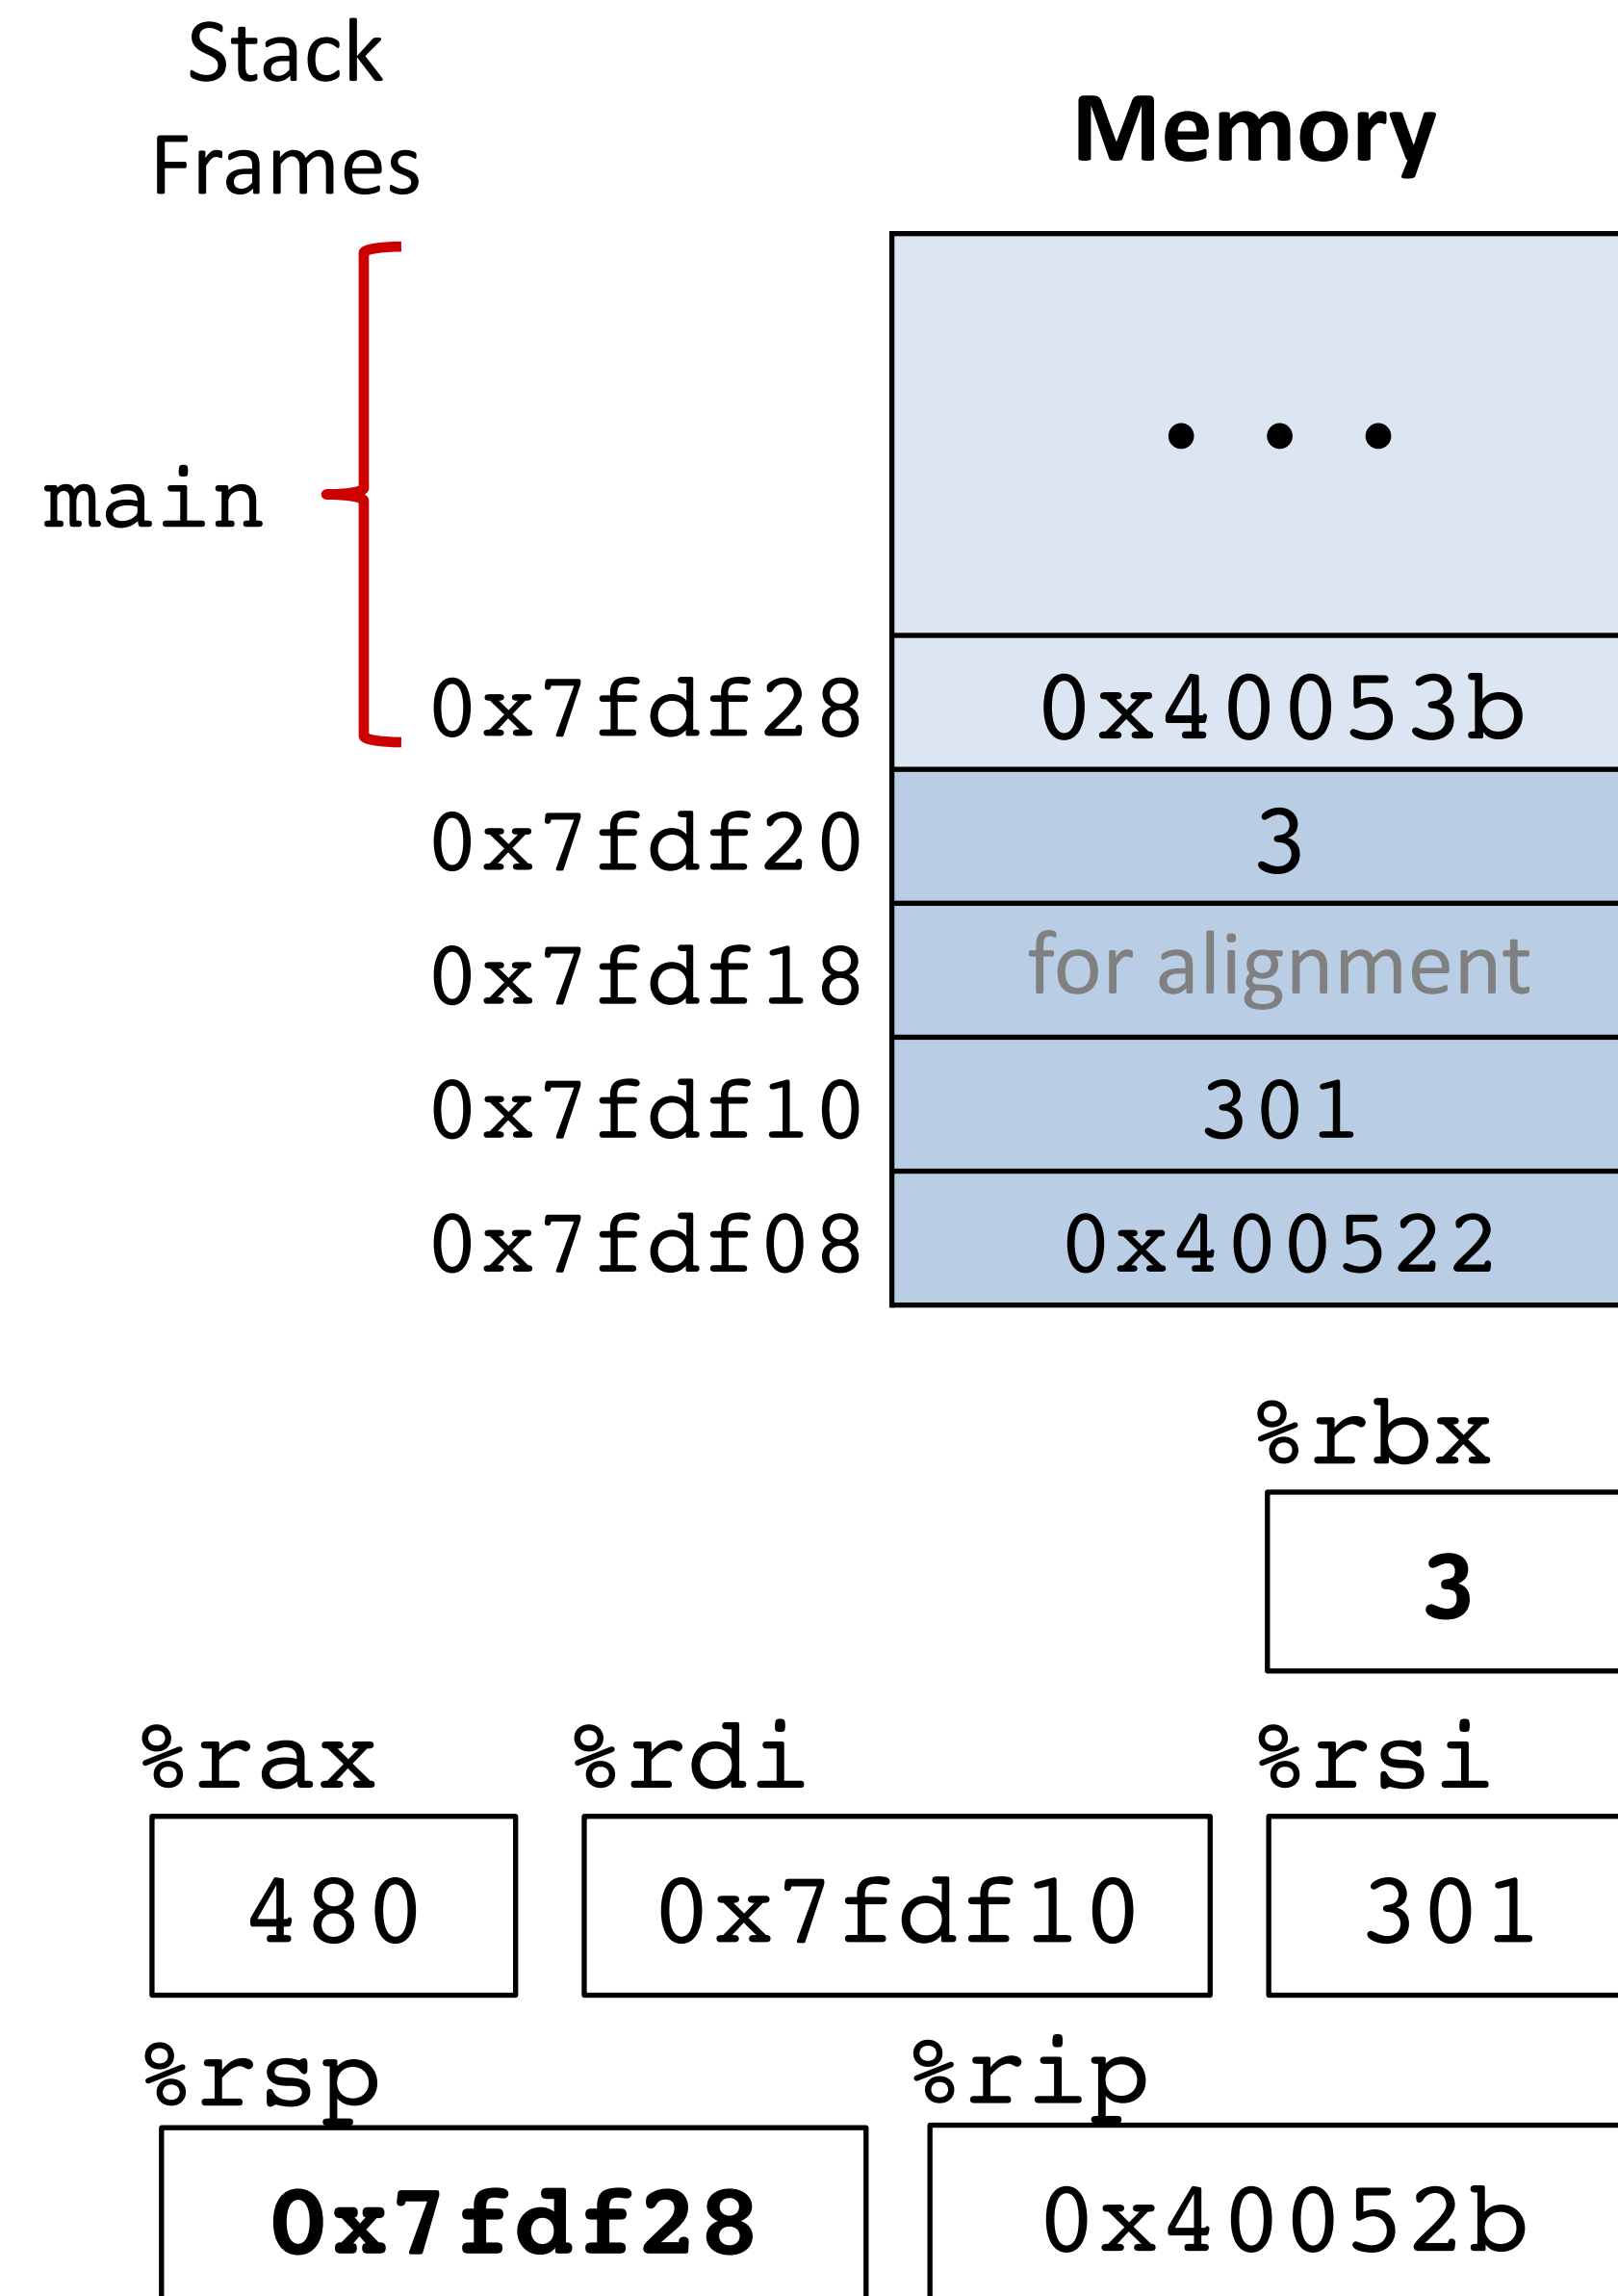 Stack
Frames
Memory
• • •
main
0x7fdf28 0x40053b
0x7fdf20 3
0x7fdf18 for alignment
0x7fdf10 301
0x7fdf08 0x400522
%rbx
3
%rax %rdi %rsi
480 0x7fdf10 301
%rsp %rip
0x7fdf28 0x40052b